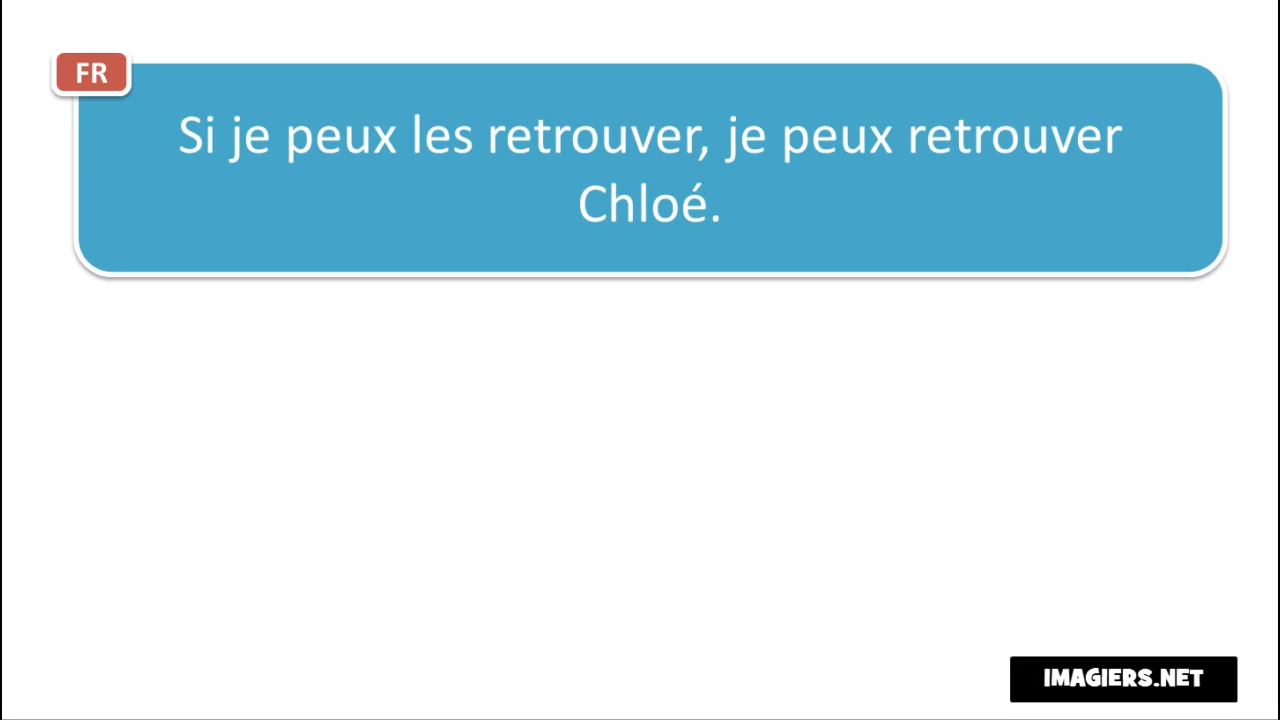 FR
Si je peux les retrouver, je peux retrouver
Chloé.
IMAGIERS.NET